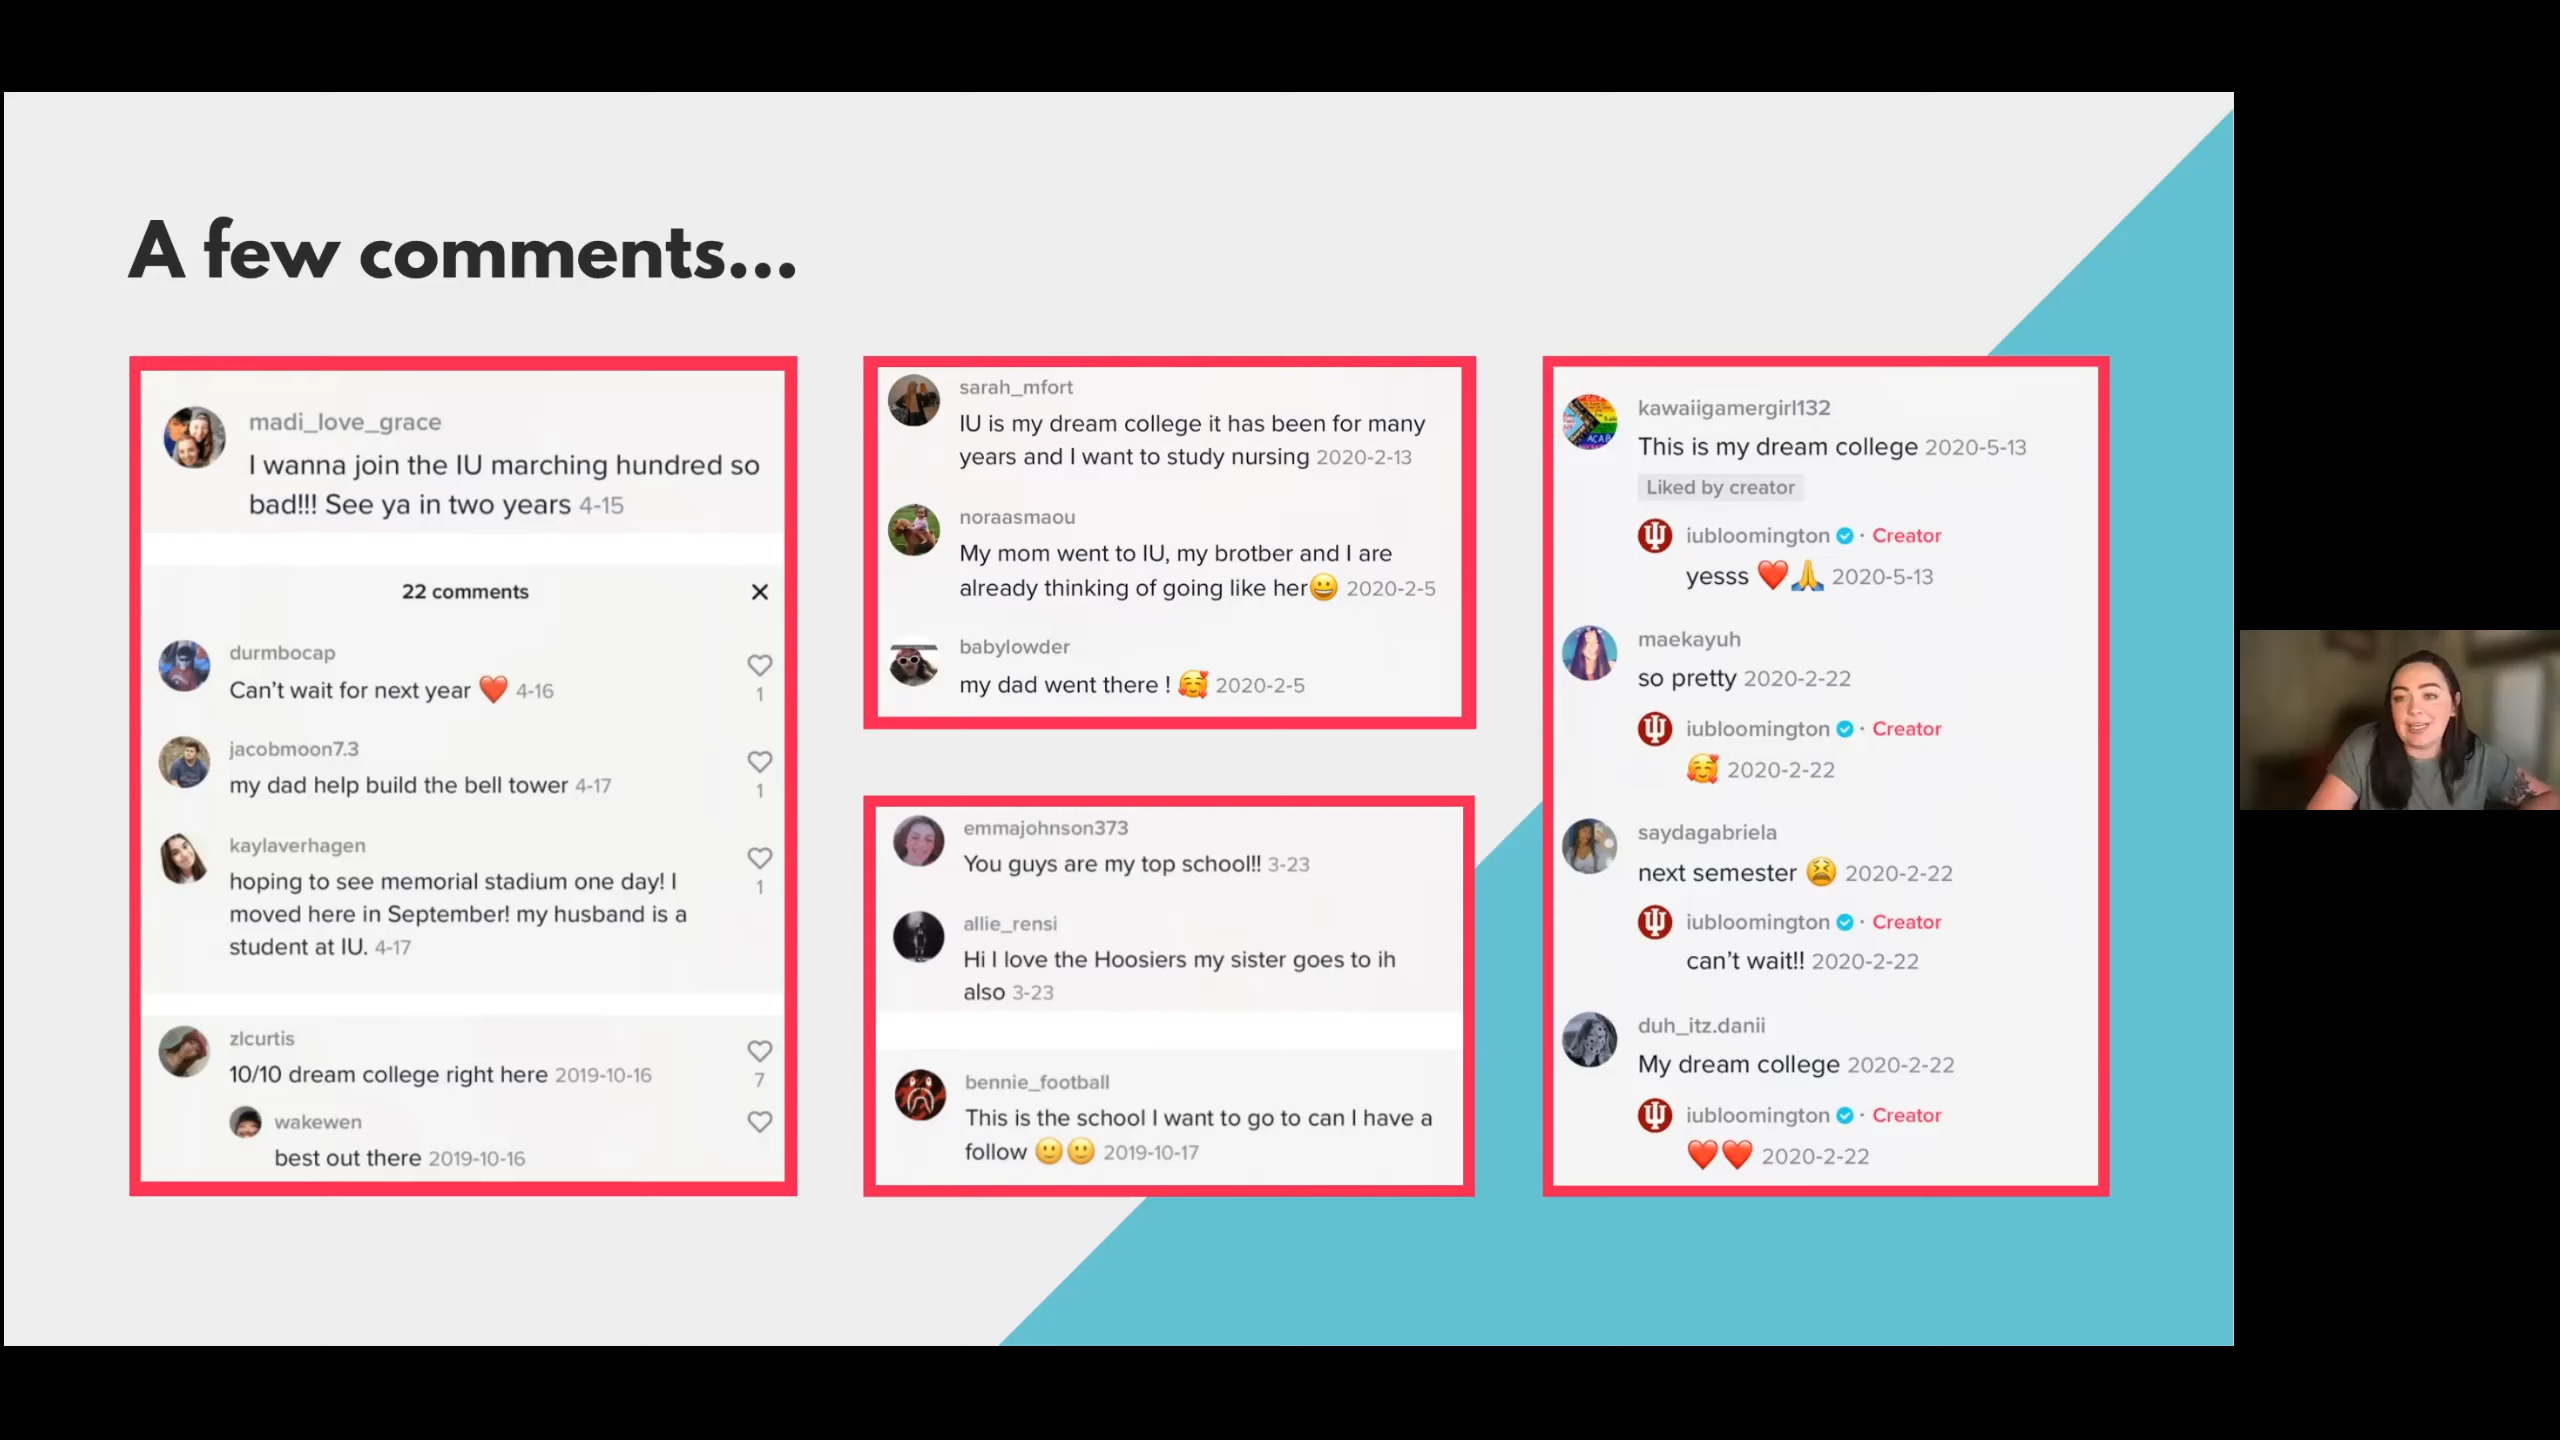 A few comments...
madi_love_grace
I wanna join the IU marching hundred so
bad!!! See ya in two years 4-15
22 comments
durmbocap
Can't wait for next year ❤️ 4-16
1
jacobmoon7.3
my dad help build the bell tower 4-17
1
kaylaverhagen
hoping to see memorial stadium one day! I
moved here in September! my husband is a
student at IU. 4-17
1
zlcurtis
10/10 dream college right here 2019-10-16
7
wakewen
best out there 2019-10-16
sarah_mfort
IU is my dream college it has been for many
years and I want to study nursing 2020-2-13
noraasmaou
My mom went to IU, my brotber and I are
already thinking of going like her😀 2020-2-5
babylowder
my dad went there ! 🥰 2020-2-5
emmajohnson373
You guys are my top school!! 3-23
allie_rensi
Hi I love the Hoosiers my sister goes to ih
also 3-23
bennie_football
This is the school I want to go to can I have a
follow 🙂🙂 2019-10-17
kawaiigamergirl132
This is my dream college 2020-5-13
Liked by creator
iubloomington · Creator
yesss ❤️🙏 2020-5-13
maekayuh
so pretty 2020-2-22
iubloomington · Creator
🥰 2020-2-22
saydagabriela
next semester 😫 2020-2-22
iubloomington · Creator
can't wait!! 2020-2-22
duh_itz.danii
My dream college 2020-2-22
iubloomington · Creator
❤️❤️ 2020-2-22
ACAB